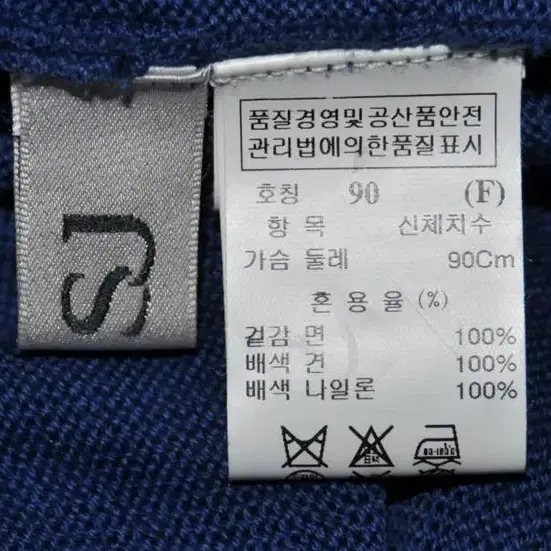 SJ
품질경영및공산품안전
관리법에의한품질표시
호칭 90 (F)
항 목 신체치수
가슴 둘레 90Cm
혼 용 율 (%)
겉감 면 100%
배색 견 100%
배색 나일론 100%